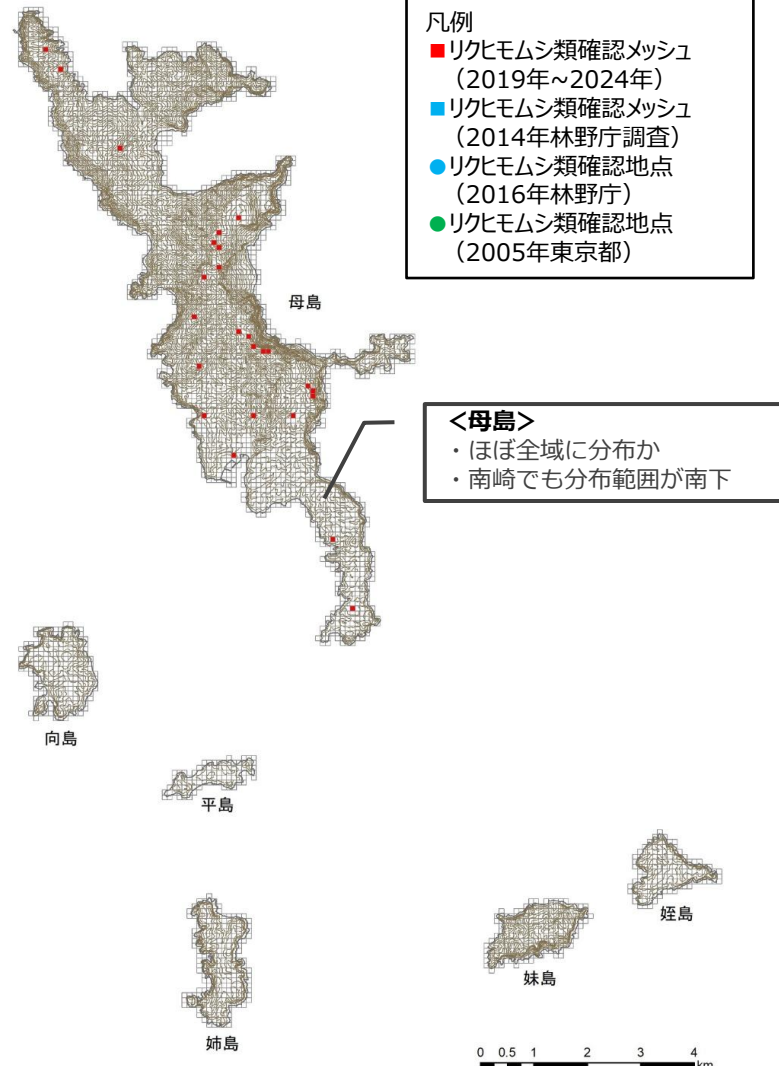 凡例
■リクヒモムシ類確認メッシュ
（2019年~2024年）
■リクヒモムシ類確認メッシュ
（2014年林野庁調査）
●リクヒモムシ類確認地点
（2016年林野庁）
●リクヒモムシ類確認地点
（2005年東京都）
母島
<母島>
・ほぼ全域に分布か
・南崎でも分布範囲が南下
向島
平島
姪島
妹島
姉島
0 0.5 1 2 3 4
km